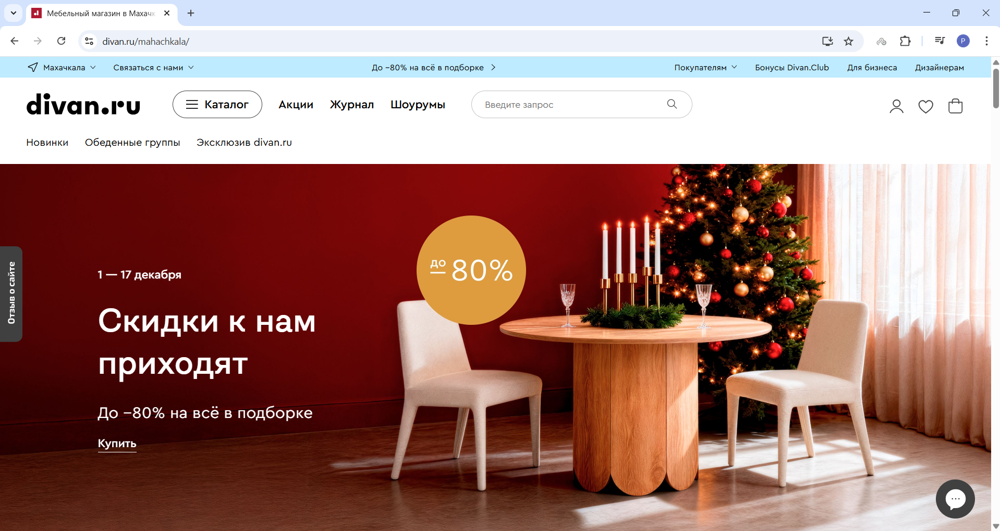 Мебельный магазин в Махачк
divan.ru/mahachkala/
P
Махачкала
Связаться с нами
До −80% на всё в подборке
Покупателям
Бонусы Divan.Club
Для бизнеса
Дизайнерам
divan.ru
Каталог
Акции
Журнал
Шоурумы
Введите запрос
Новинки
Обеденные группы
Эксклюзив divan.ru
до −80%
Отзыв о сайте
1 — 17 декабря
Скидки к нам
приходят
До −80% на всё в подборке
Купить